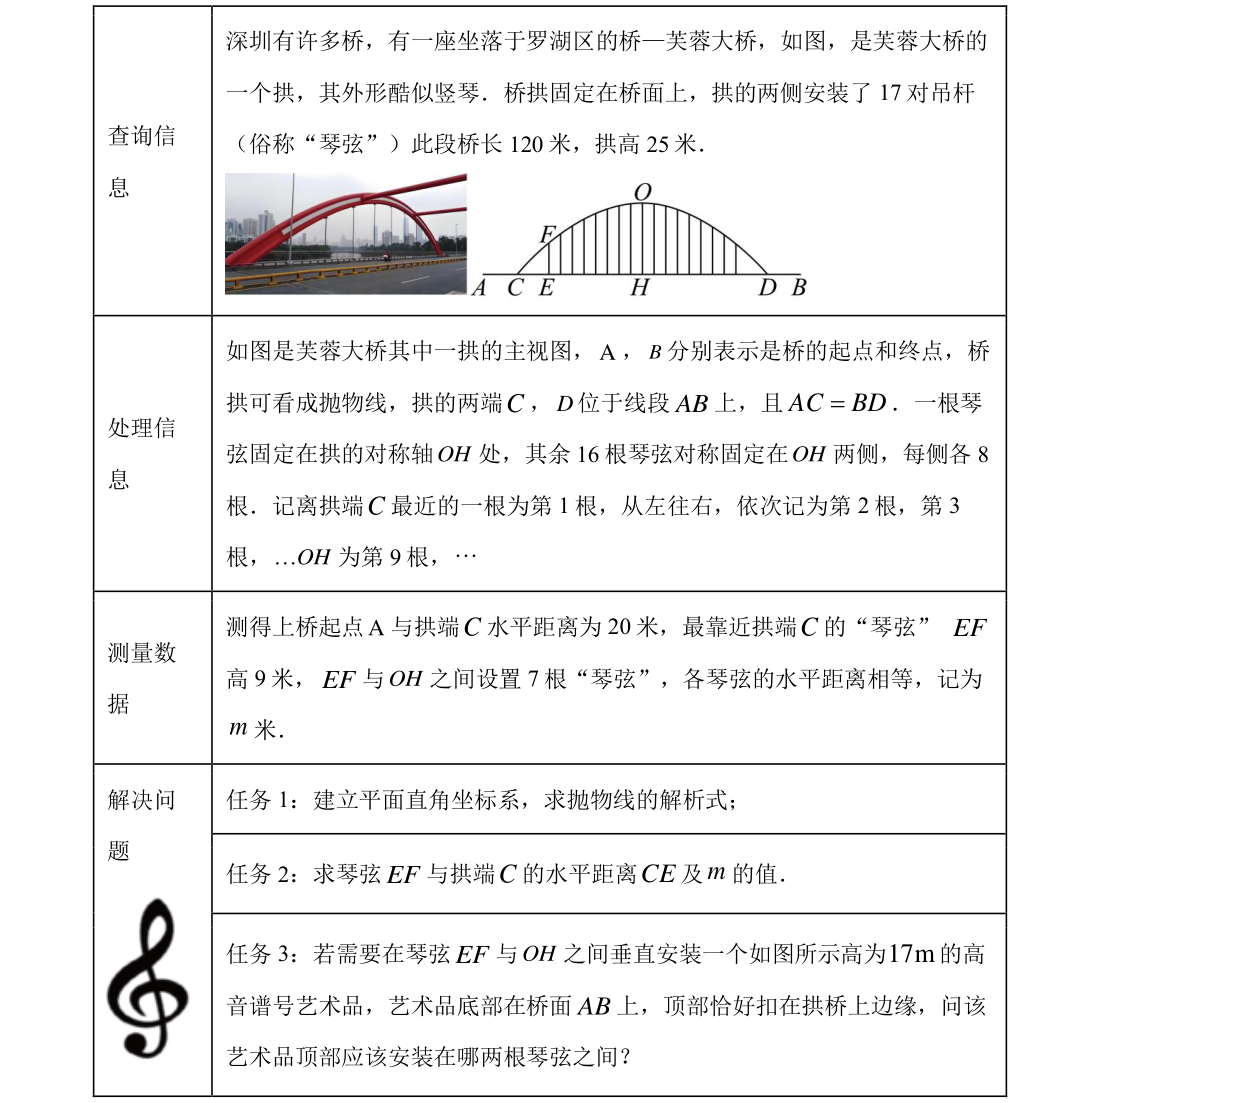 深圳有许多桥，有一座坐落于罗湖区的桥—芙蓉大桥，如图，是芙蓉大桥的
一个拱，其外形酷似竖琴．桥拱固定在桥面上，拱的两侧安装了 17 对吊杆
查询信
（俗称“琴弦”）此段桥长 120 米，拱高 25 米．
息
O
F
A C E H D B
如图是芙蓉大桥其中一拱的主视图， A ， B 分别表示是桥的起点和终点，桥
拱可看成抛物线，拱的两端 C ， D 位于线段 AB 上，且 AC = BD ．一根琴
处理信
弦固定在拱的对称轴 OH 处，其余 16 根琴弦对称固定在 OH 两侧，每侧各 8
息
根．记离拱端 C 最近的一根为第 1 根，从左往右，依次记为第 2 根，第 3
根，…OH 为第 9 根，…
测得上桥起点 A 与拱端 C 水平距离为 20 米，最靠近拱端 C 的“琴弦” EF
测量数
高 9 米， EF 与 OH 之间设置 7 根“琴弦”，各琴弦的水平距离相等，记为
据
m 米．
解决问
任务 1：建立平面直角坐标系，求抛物线的解析式；
题
任务 2：求琴弦 EF 与拱端 C 的水平距离 CE 及 m 的值．
任务 3：若需要在琴弦 EF 与 OH 之间垂直安装一个如图所示高为 17m 的高
音谱号艺术品，艺术品底部在桥面 AB 上，顶部恰好扣在拱桥上边缘，问该
艺术品顶部应该安装在哪两根琴弦之间？